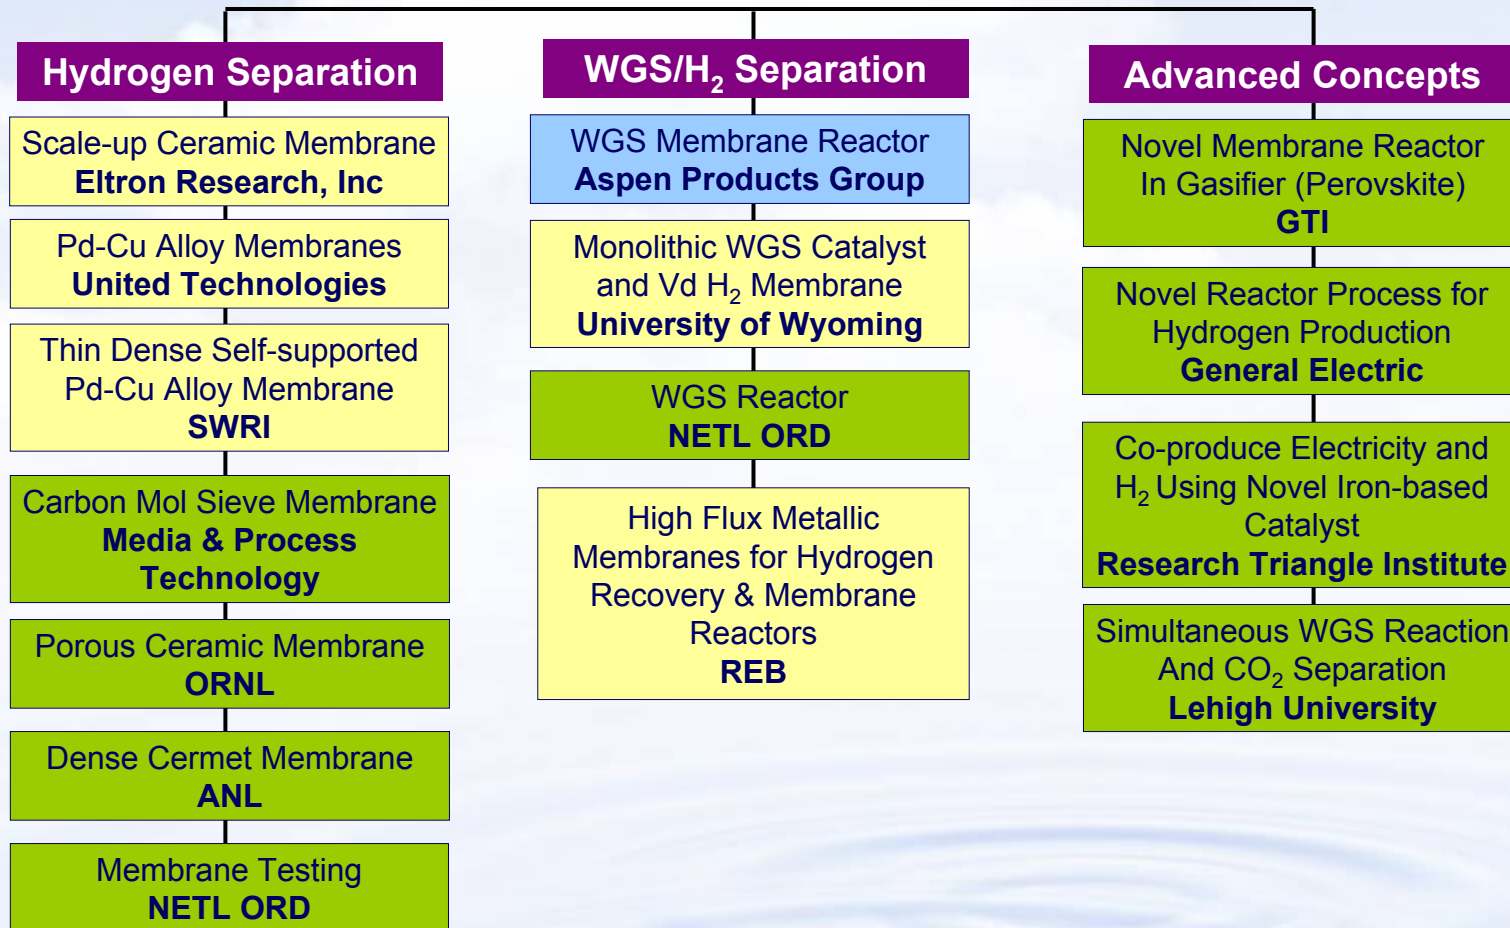 Hydrogen Separation
Scale-up Ceramic Membrane
Eltron Research, Inc
Pd-Cu Alloy Membranes
United Technologies
Thin Dense Self-supported
Pd-Cu Alloy Membrane
SWRI
Carbon Mol Sieve Membrane
Media & Process
Technology
Porous Ceramic Membrane
ORNL
Dense Cermet Membrane
ANL
Membrane Testing
NETL ORD
WGS/H₂ Separation
WGS Membrane Reactor
Aspen Products Group
Monolithic WGS Catalyst
and Vd H₂ Membrane
University of Wyoming
WGS Reactor
NETL ORD
High Flux Metallic
Membranes for Hydrogen
Recovery & Membrane
Reactors
REB
Advanced Concepts
Novel Membrane Reactor
In Gasifier (Perovskite)
GTI
Novel Reactor Process for
Hydrogen Production
General Electric
Co-produce Electricity and
H₂ Using Novel Iron-based
Catalyst
Research Triangle Institute
Simultaneous WGS Reaction
And CO₂ Separation
Lehigh University